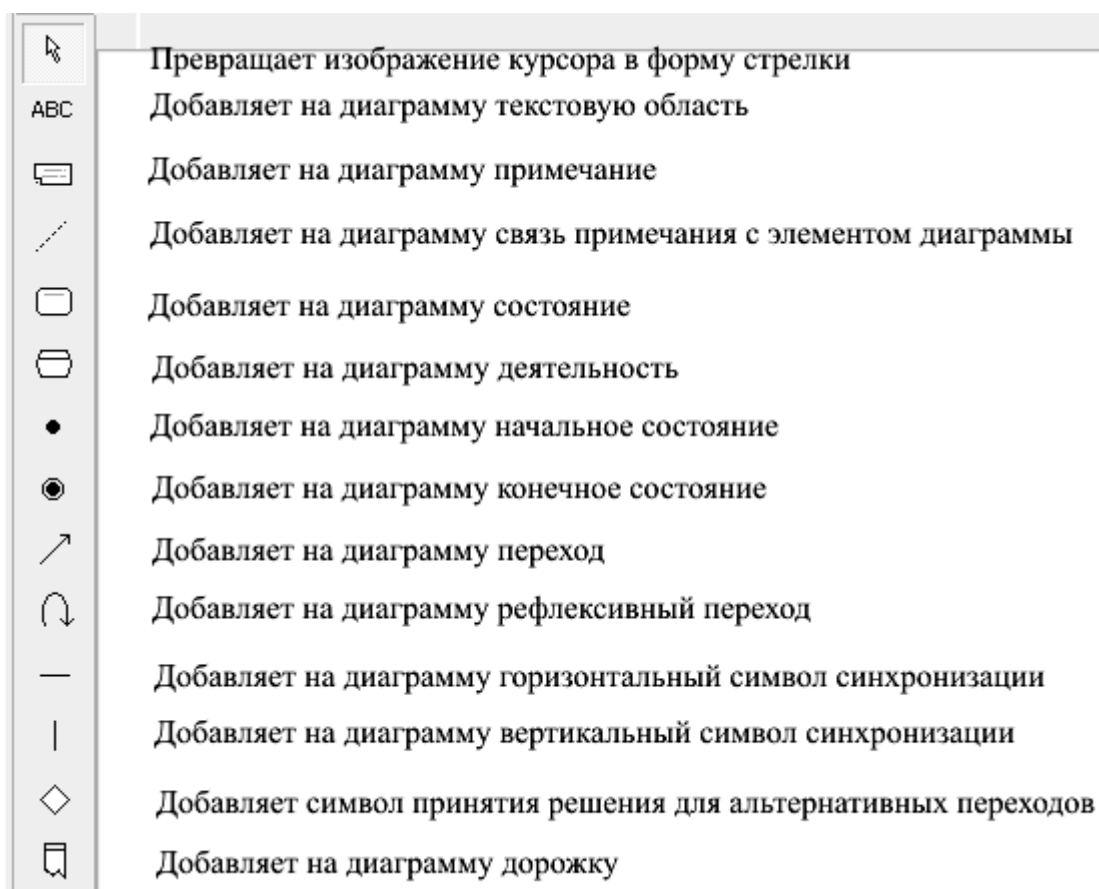 Превращает изображение курсора в форму стрелки
ABC Добавляет на диаграмму текстовую область
Добавляет на диаграмму примечание
Добавляет на диаграмму связь примечания с элементом диаграммы
Добавляет на диаграмму состояние
Добавляет на диаграмму деятельность
Добавляет на диаграмму начальное состояние
Добавляет на диаграмму конечное состояние
Добавляет на диаграмму переход
Добавляет на диаграмму рефлексивный переход
Добавляет на диаграмму горизонтальный символ синхронизации
Добавляет на диаграмму вертикальный символ синхронизации
Добавляет символ принятия решения для альтернативных переходов
Добавляет на диаграмму дорожку